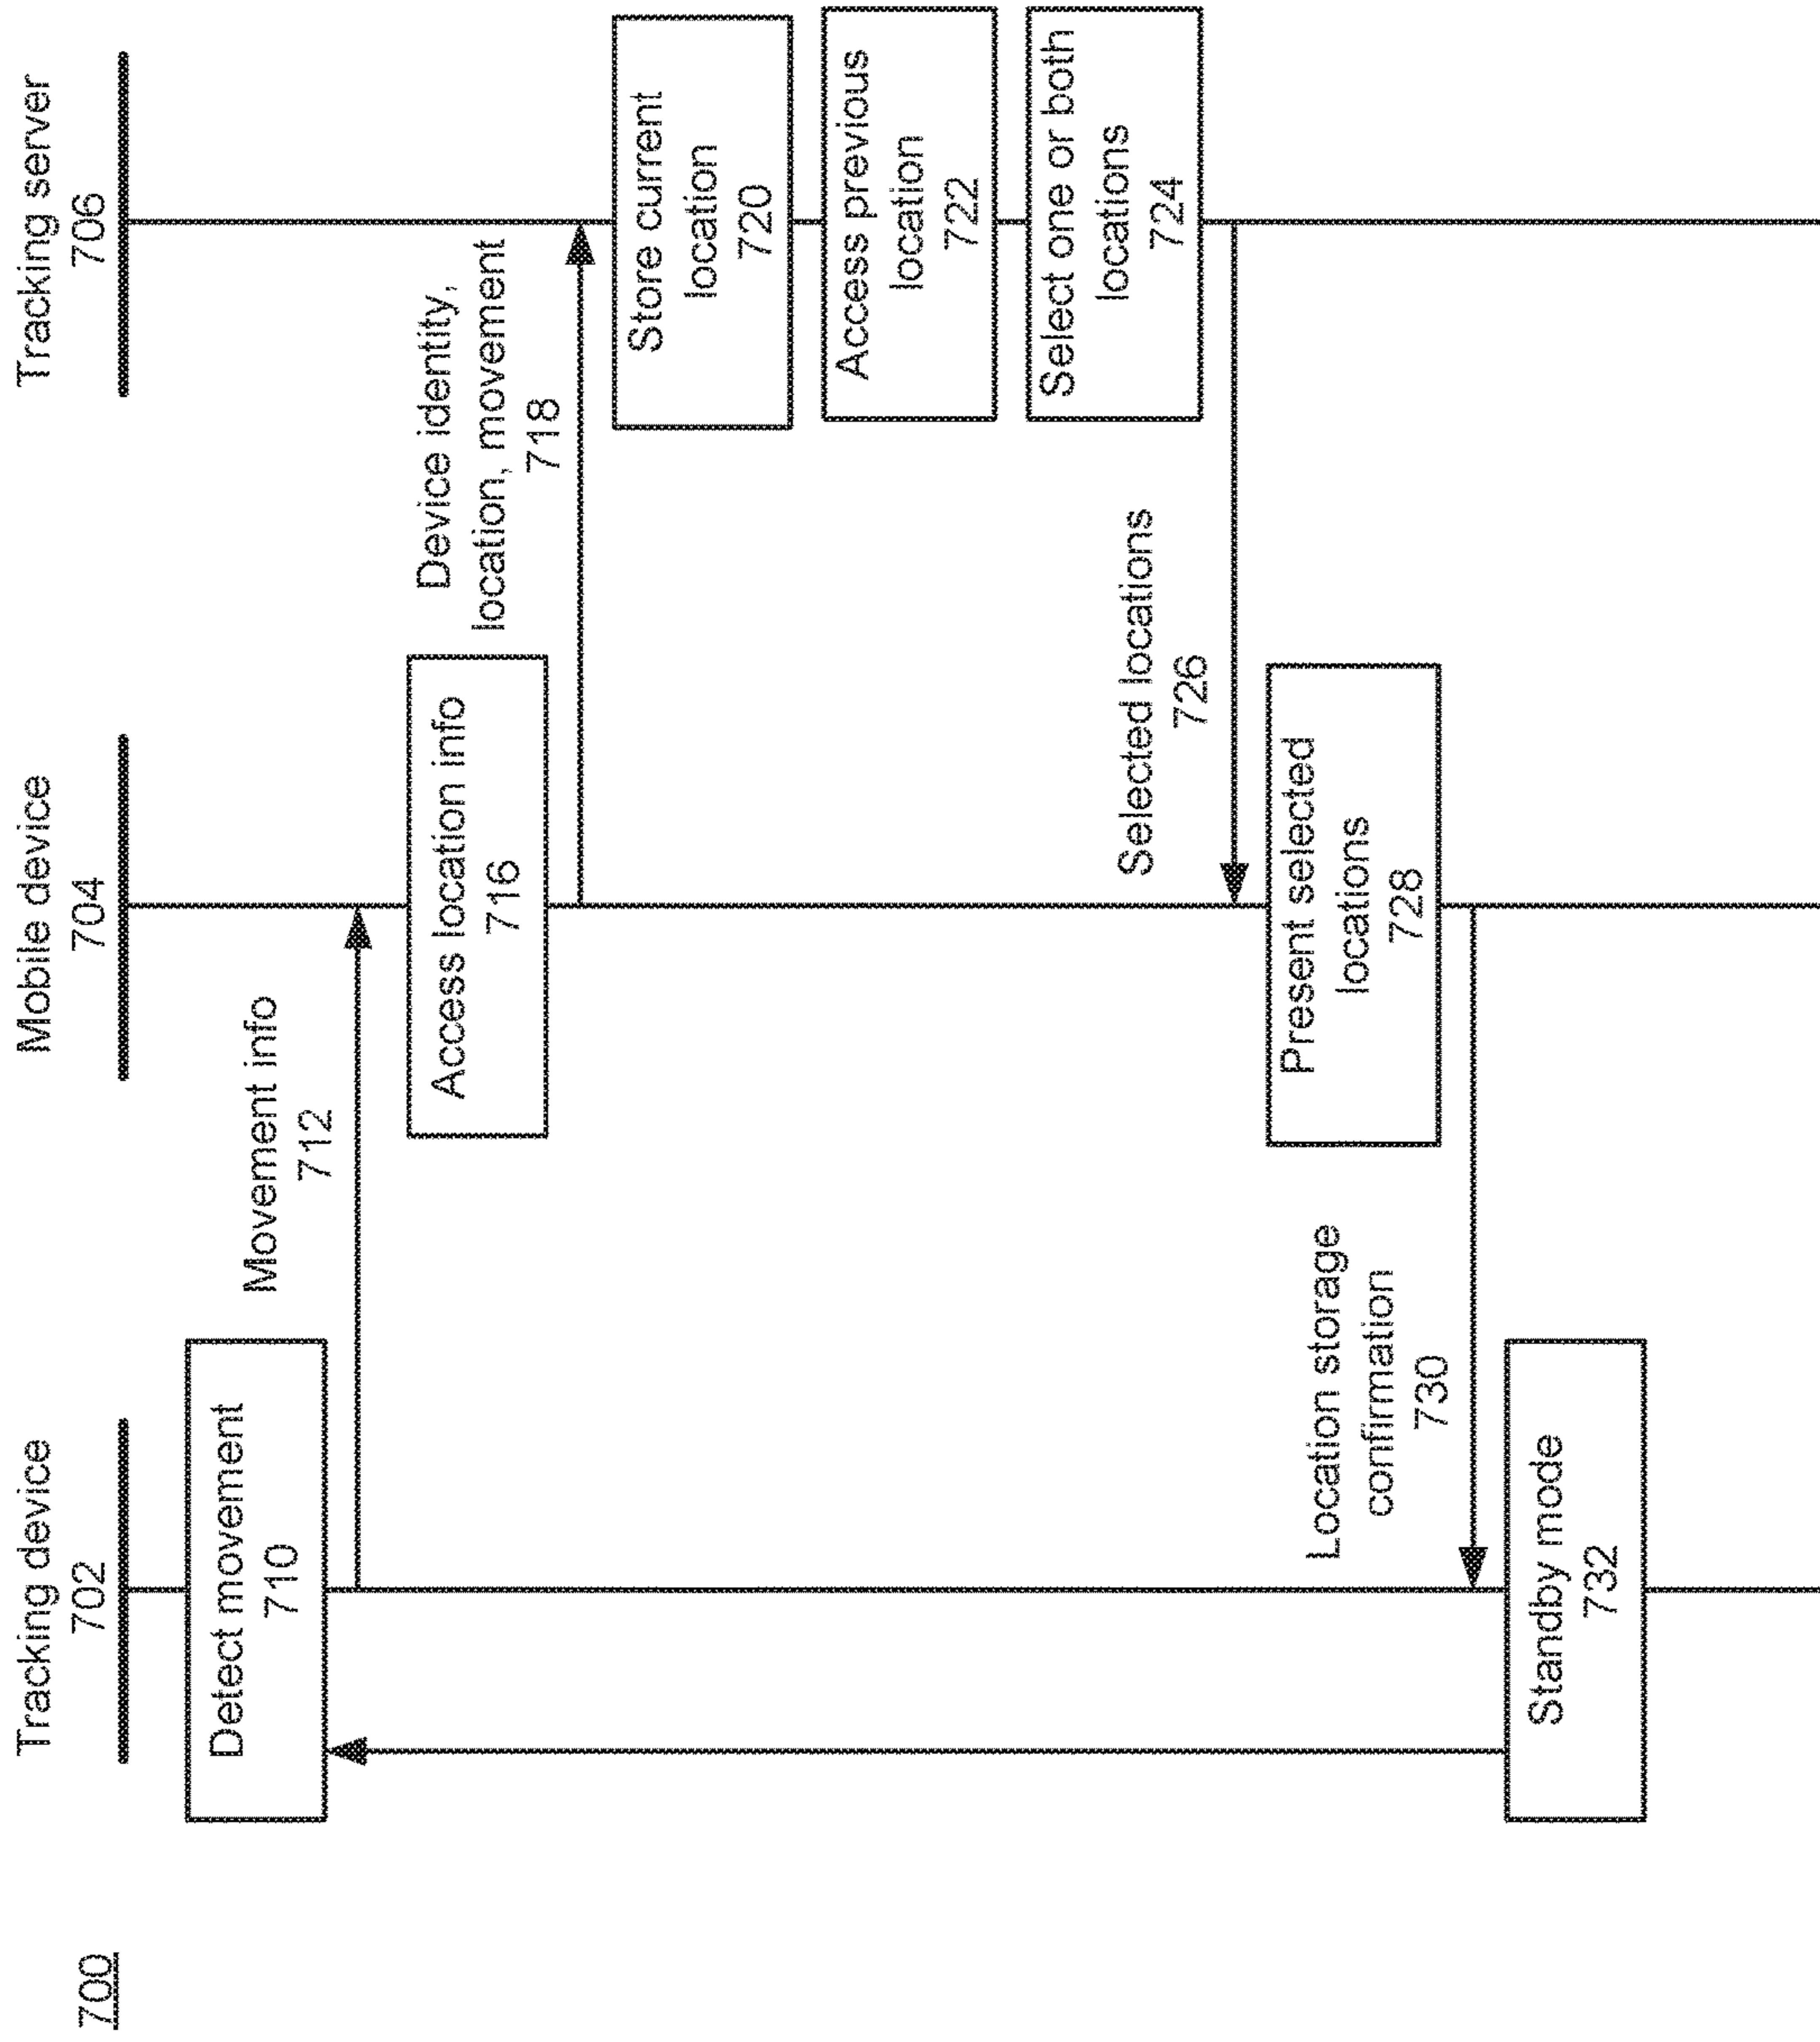 700
Tracking device
702
Mobile device
704
Tracking server
706
Detect movement
710
Movement info
712
Access location info
716
Device identity,
location, movement
718
Store current
location
720
Access previous
location
722
Select one or both
locations
724
Selected locations
726
Present selected
locations
728
Location storage
confirmation
730
Standby mode
732